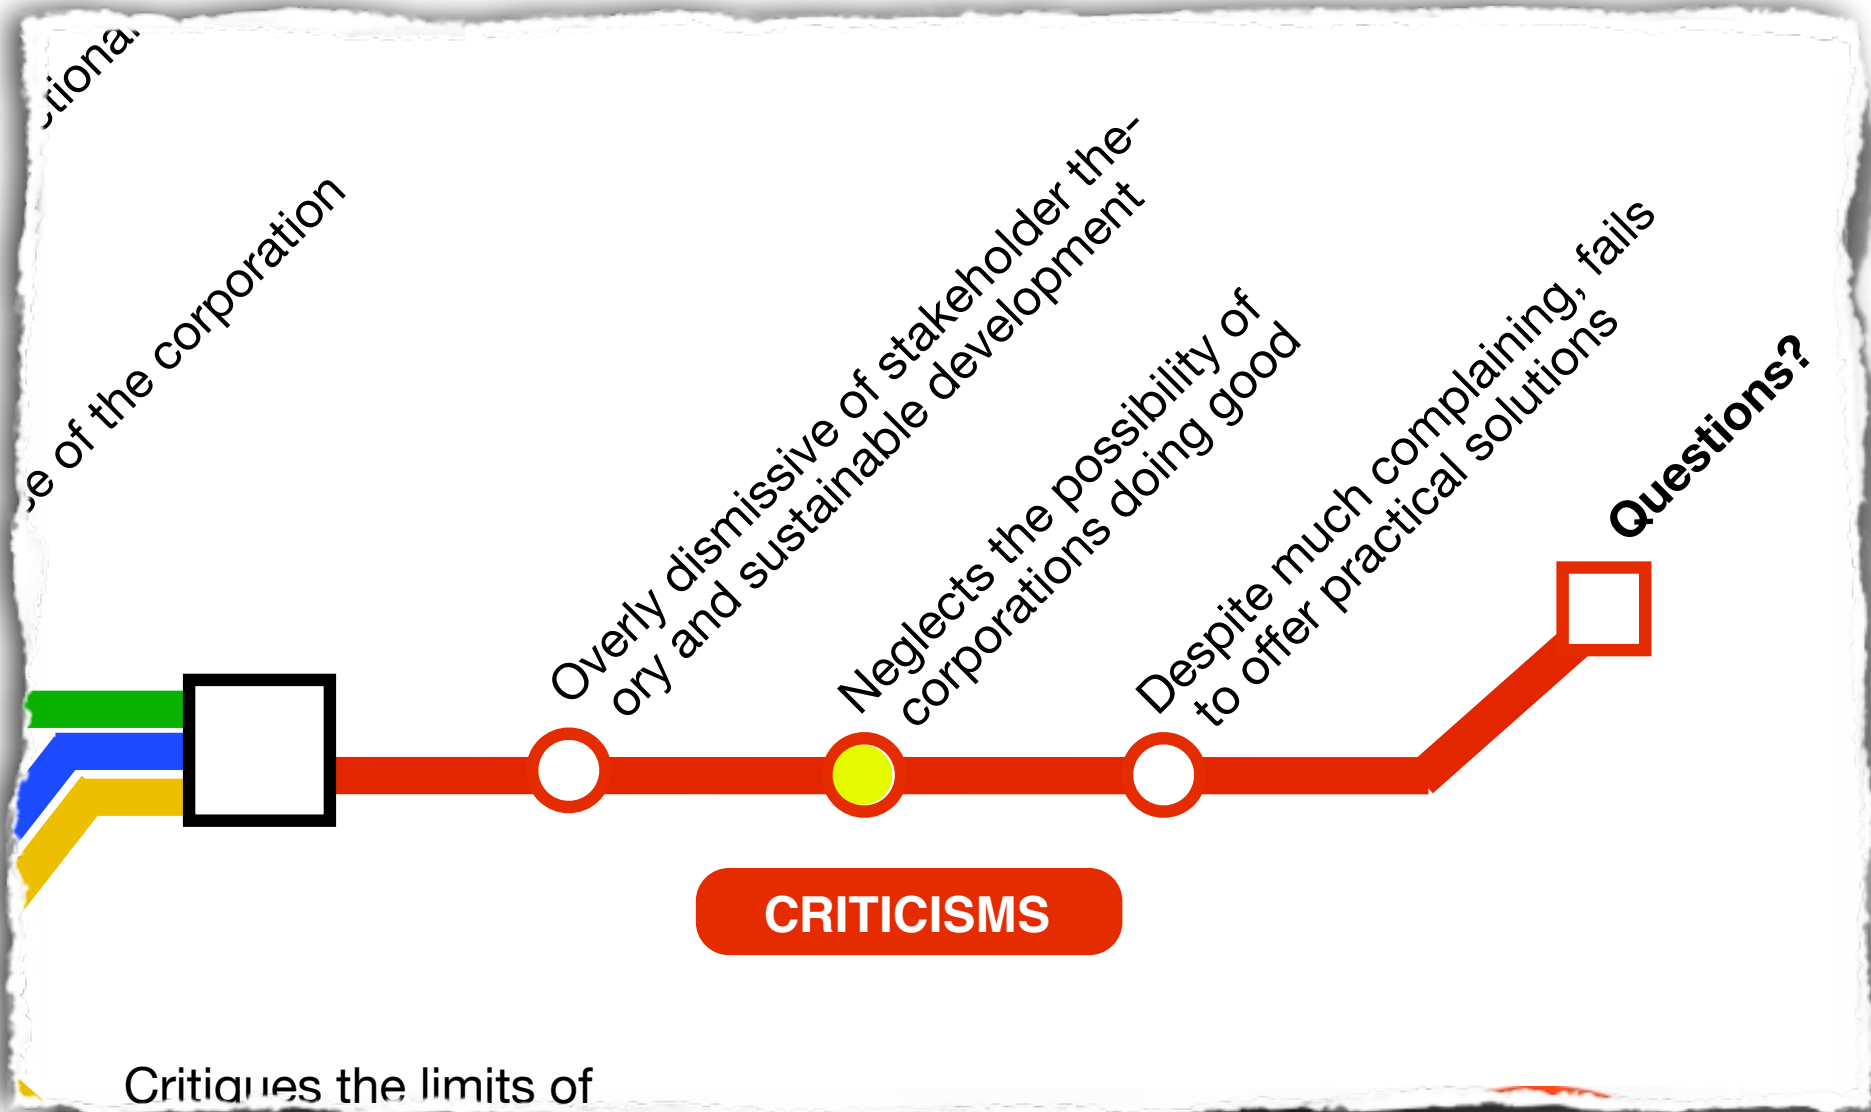 of the corporation
Overly dismissive of stakeholder the-
ory and sustainable development
Neglects the possibility of
corporations doing good
Despite much complaining, fails
to offer practical solutions
Questions?
CRITICISMS
Critiques the limits of